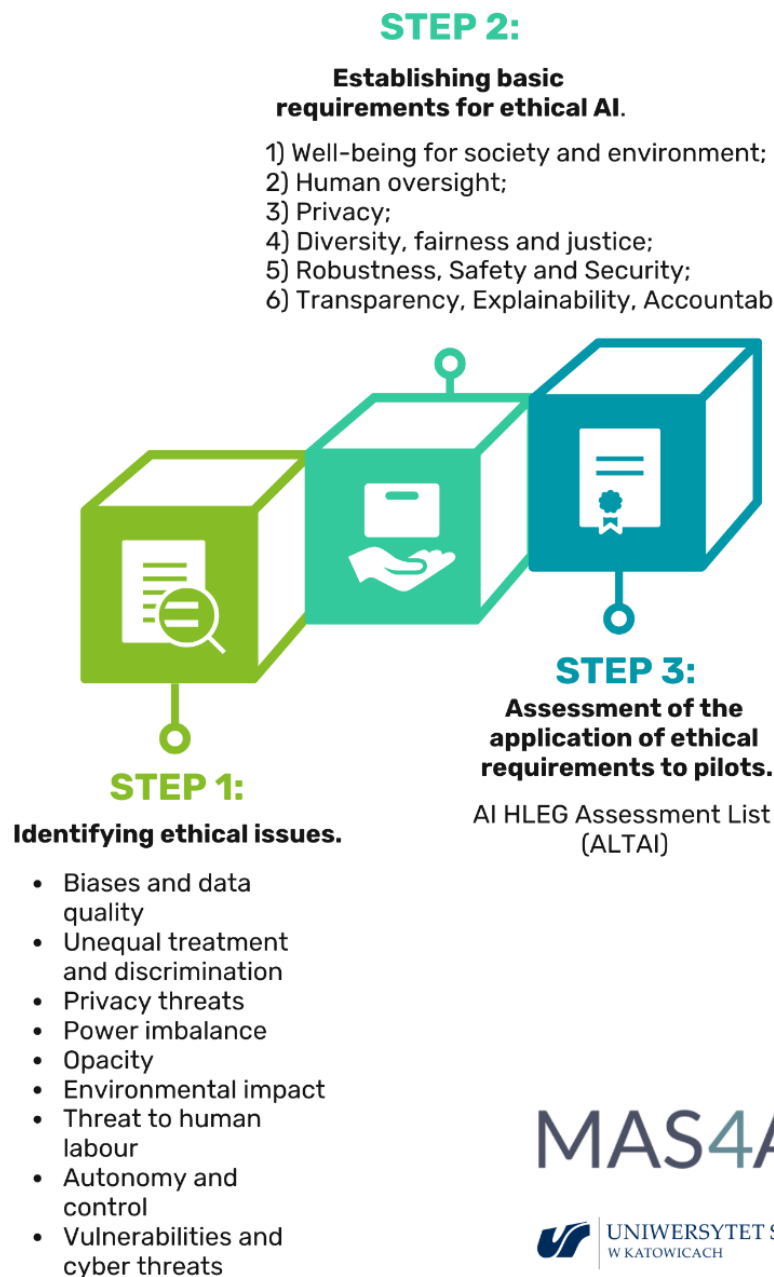 STEP 2:
Establishing basic
requirements for ethical AI.
1) Well-being for society and environment;
2) Human oversight;
3) Privacy;
4) Diversity, fairness and justice;
5) Robustness, Safety and Security;
6) Transparency, Explainability, Accountab
STEP 3:
Assessment of the
application of ethical
requirements to pilots.
AI HLEG Assessment List
(ALTAI)
STEP 1:
Identifying ethical issues.
• Biases and data
quality
• Unequal treatment
and discrimination
• Privacy threats
• Power imbalance
• Opacity
• Environmental impact
• Threat to human
labour
• Autonomy and
control
• Vulnerabilities and
cyber threats
MAS4A
UNIWERSYTET S
W KATOWICACH